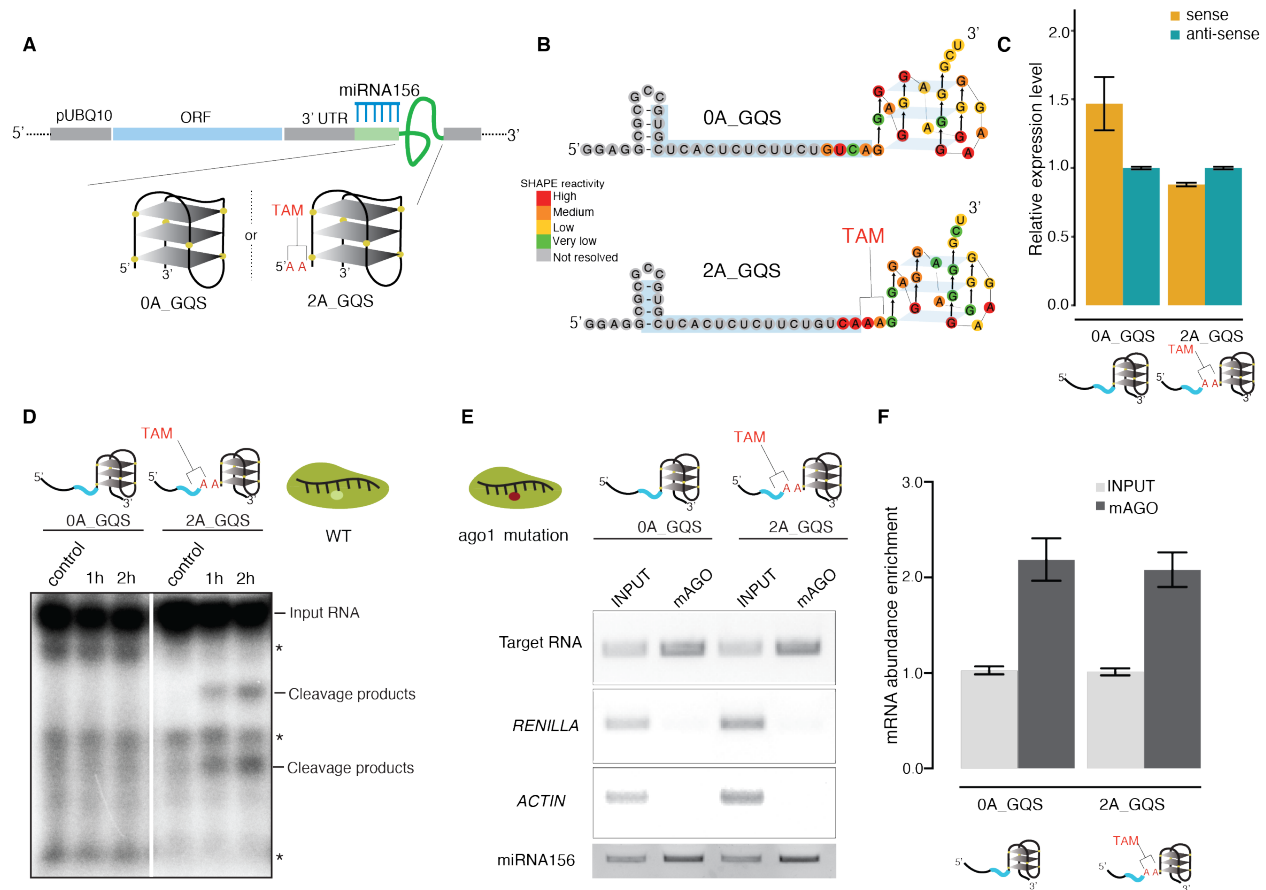 A
miRNA156
pUBQ10
ORF
3' UTR
5'
3'
TAM
or
5' 3'
5'A A
3'
0A_GQS
2A_GQS
B
3'
0A_GQS
5'
SHAPE reactivity
High
Medium
Low
Very low
Not resolved
3'
TAM
2A_GQS
5'
C
sense
anti-sense
Relative expression level
2.0
1.5
1.0
0.5
0.0
0A_GQS
2A_GQS
TAM
A A
5'
3'
5'
3'
D
TAM
5'
3'
5'
A A
3'
0A_GQS
2A_GQS
WT
control
1h
2h
control
1h
2h
Input RNA
*
Cleavage products
*
Cleavage products
*
E
TAM
5'
3'
5'
A A
3'
ago1 mutation
0A_GQS
2A_GQS
INPUT
mAGO
INPUT
mAGO
Target RNA
RENILLA
ACTIN
miRNA156
F
INPUT
mAGO
mRNA abundance enrichment
3.0
2.0
1.0
0.0
0A_GQS
2A_GQS
TAM
5'
3'
5'
A A
3'